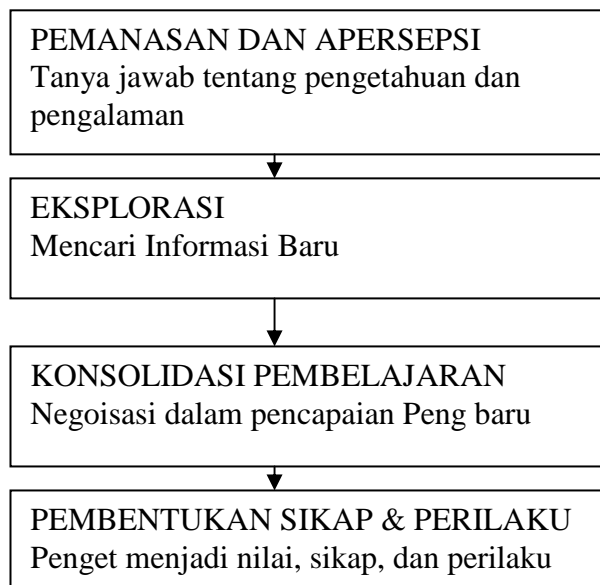 PEMANASAN DAN APERSEPSI
Tanya jawab tentang pengetahuan dan
pengalaman
EKSPLORASI
Mencari Informasi Baru
KONSOLIDASI PEMBELAJARAN
Negoisasi dalam pencapaian Peng baru
PEMBENTUKAN SIKAP & PERILAKU
Penget menjadi nilai, sikap, dan perilaku